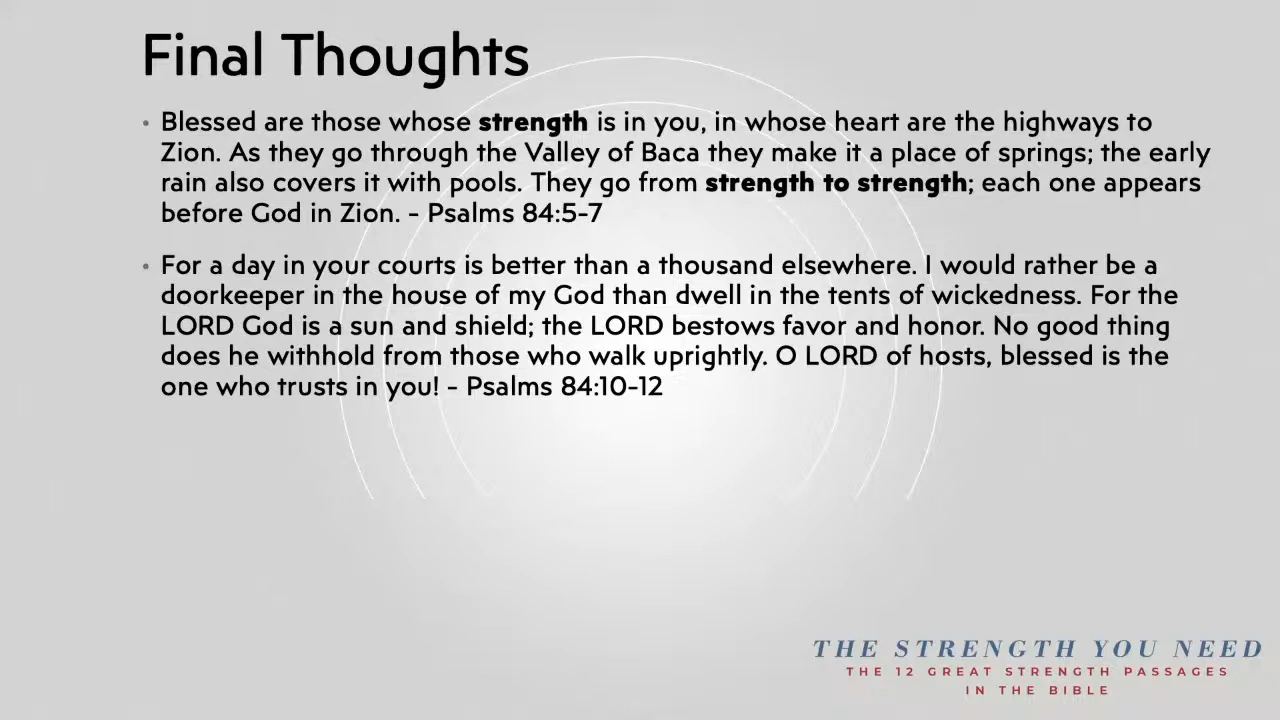 Final Thoughts
• Blessed are those whose strength is in you, in whose heart are the highways to
Zion. As they go through the Valley of Baca they make it a place of springs; the early
rain also covers it with pools. They go from strength to strength; each one appears
before God in Zion. - Psalms 84:5-7
• For a day in your courts is better than a thousand elsewhere. I would rather be a
doorkeeper in the house of my God than dwell in the tents of wickedness. For the
LORD God is a sun and shield; the LORD bestows favor and honor. No good thing
does he withhold from those who walk uprightly. O LORD of hosts, blessed is the
one who trusts in you! - Psalms 84:10-12
THE STRENGTH YOU NEED
THE 12 GREAT STRENGTH PASSAGES
IN THE BIBLE